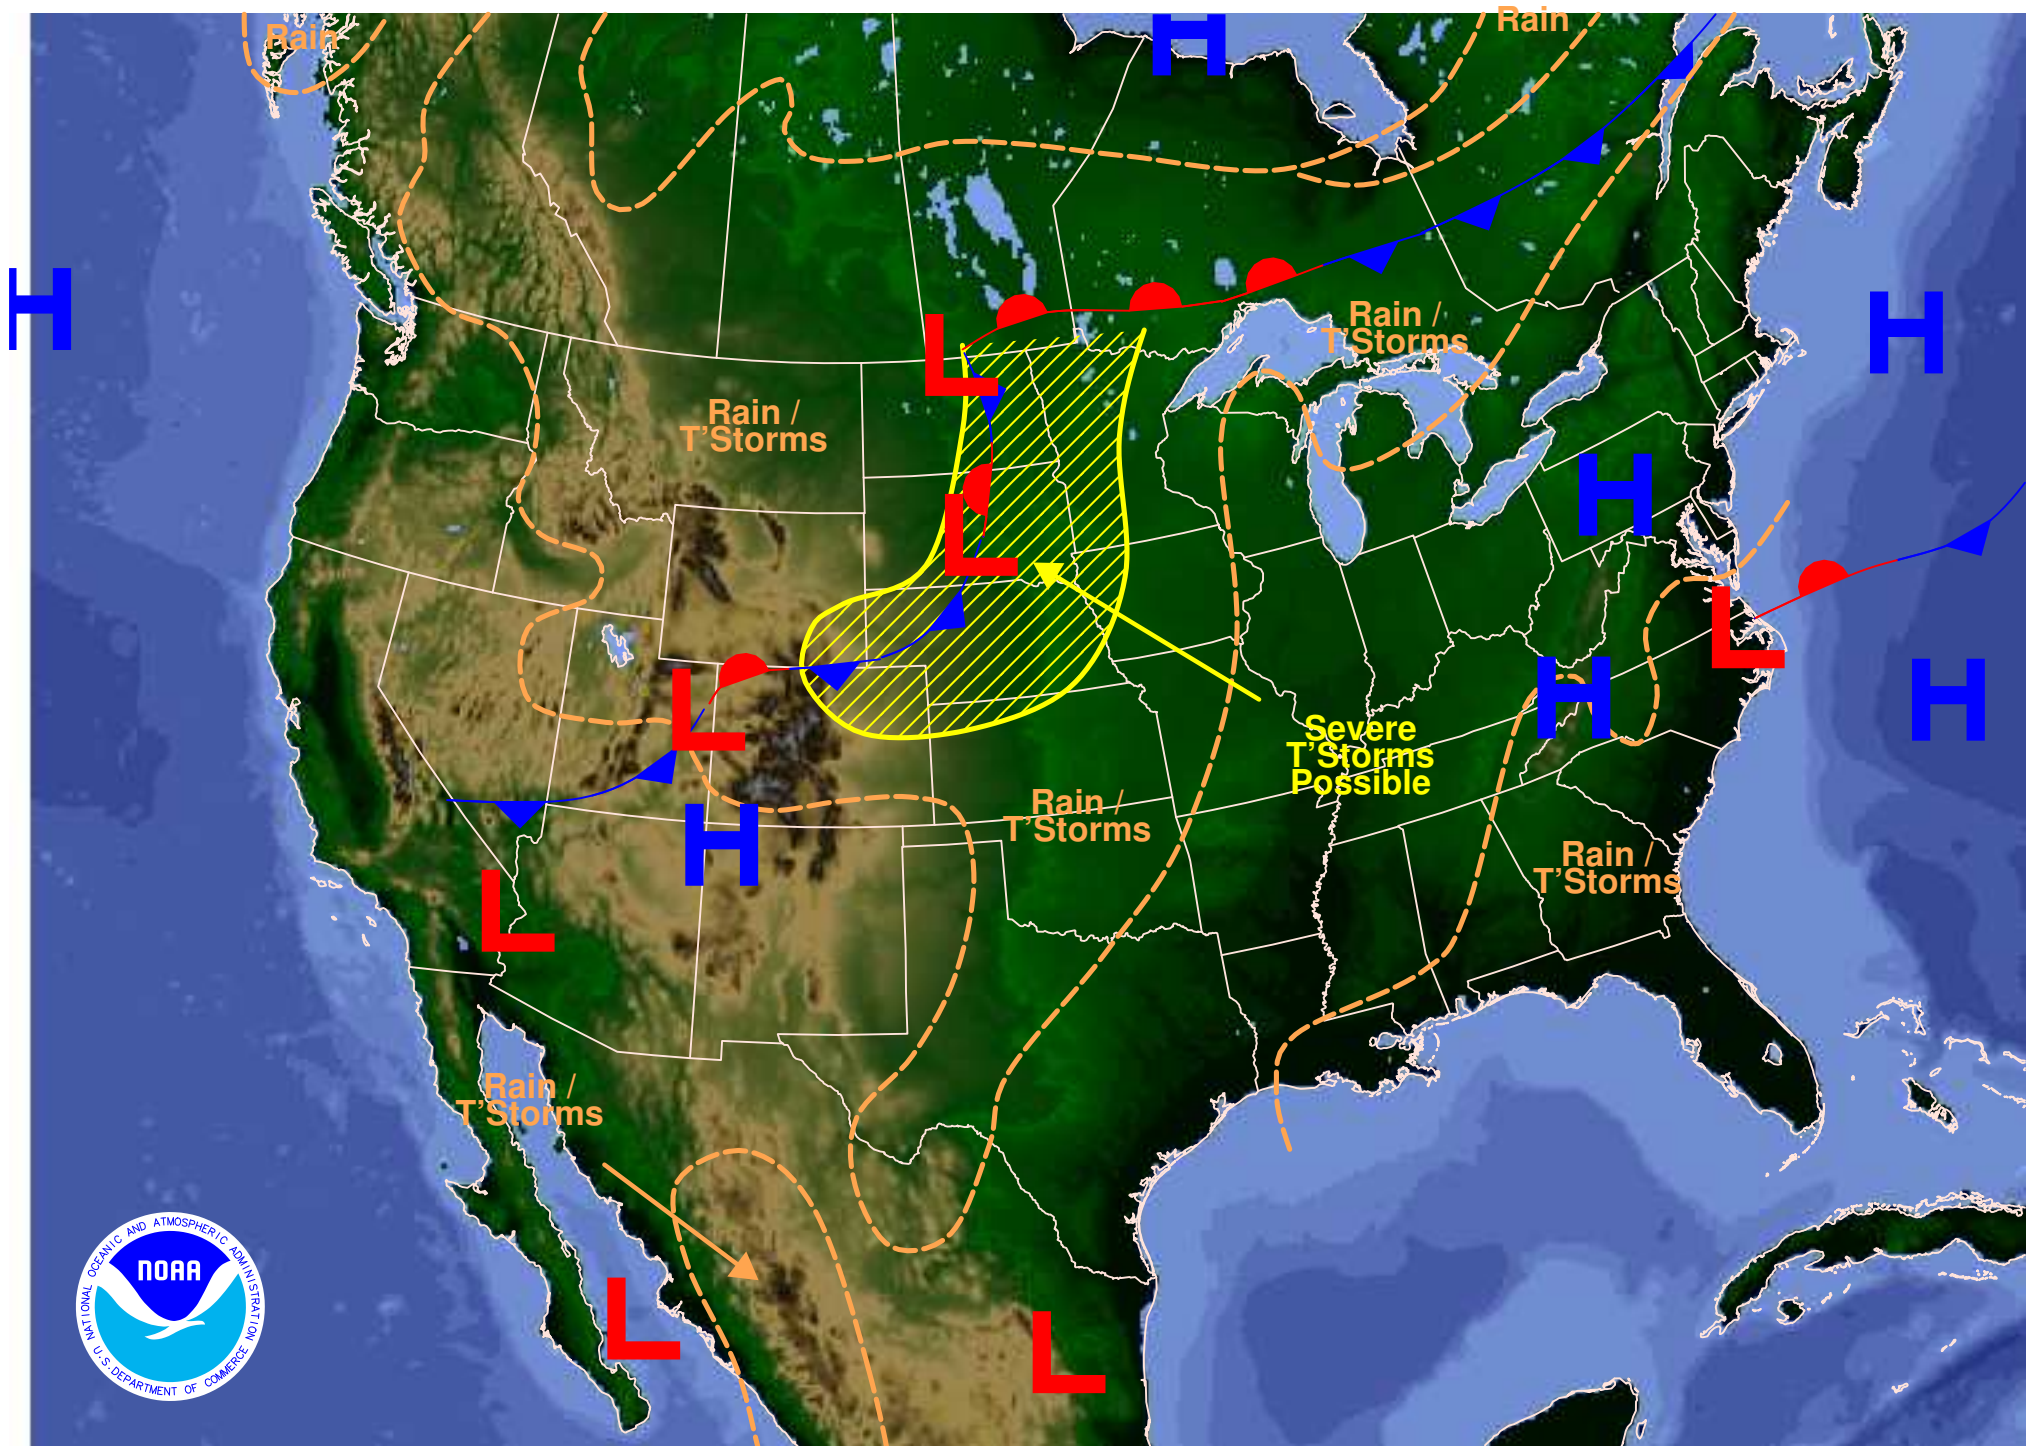 Rain
Rain
H
H
H
Rain /
T'Storms
L
Rain /
T'Storms
H
L
L
H
H
L
Severe
T'Storms
Possible
Rain /
T'Storms
H
Rain /
T'Storms
L
Rain /
T'Storms
L
L
NATIONAL OCEANIC AND ATMOSPHERIC ADMINISTRATION
NOAA
U.S. DEPARTMENT OF COMMERCE